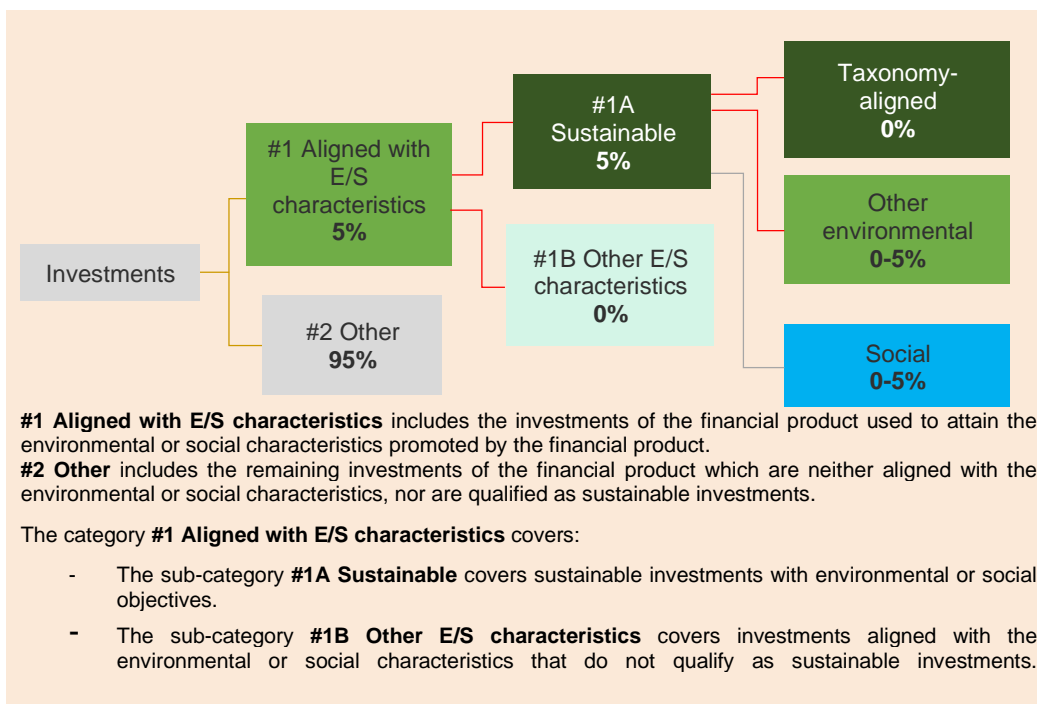 Investments
#1 Aligned with
E/S
characteristics
5%
#2 Other
95%
#1A
Sustainable
5%
#1B Other E/S
characteristics
0%
Taxonomy-
aligned
0%
Other
environmental
0-5%
Social
0-5%
#1 Aligned with E/S characteristics includes the investments of the financial product used to attain the
environmental or social characteristics promoted by the financial product.
#2 Other includes the remaining investments of the financial product which are neither aligned with the
environmental or social characteristics, nor are qualified as sustainable investments.
The category #1 Aligned with E/S characteristics covers:
- The sub-category #1A Sustainable covers sustainable investments with environmental or social
objectives.
- The sub-category #1B Other E/S characteristics covers investments aligned with the
environmental or social characteristics that do not qualify as sustainable investments.